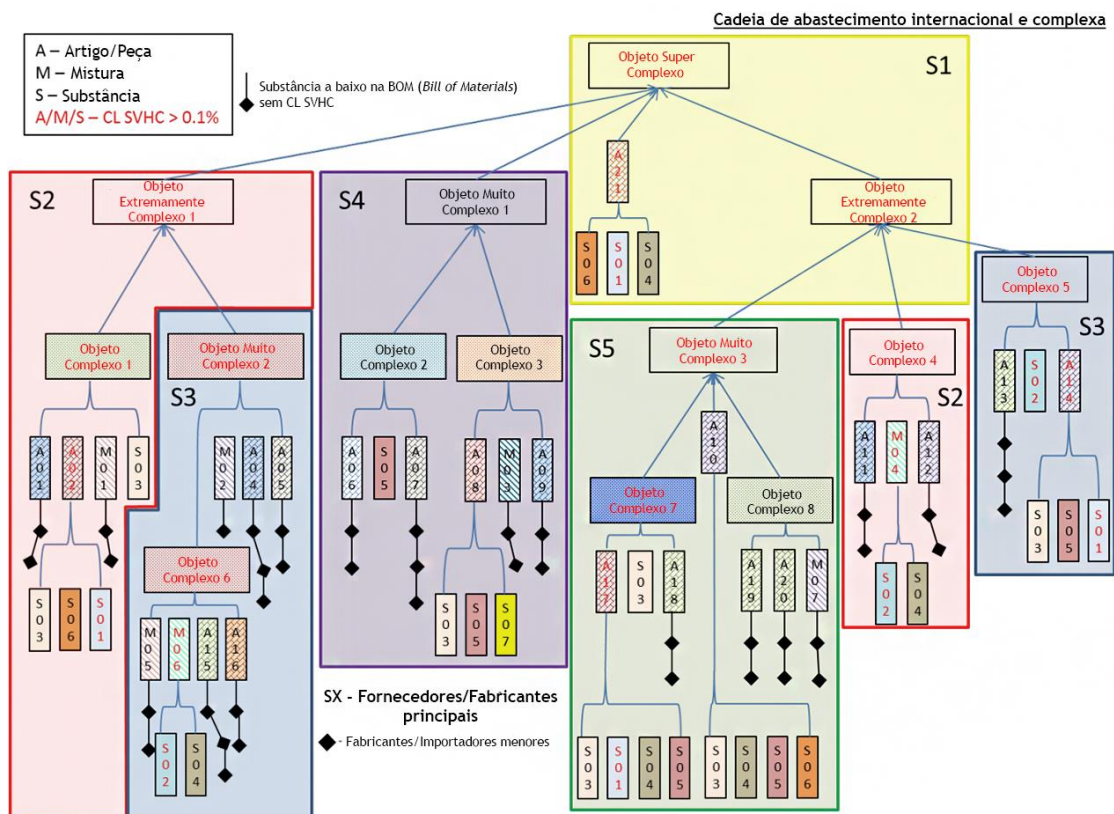 Cadeia de abastecimento internacional e complexa
A – Artigo/Peça
M – Mistura
S – Substância
A/M/S – CL SVHC > 0.1%
Substância a baixo na BOM (Bill of Materials)
sem CL SVHC
Objeto Super
Complexo
S1
A21
S06
S01
S04
Objeto
Extremamente
Complexo 2
S2
Objeto
Extremamente
Complexo 1
Objeto
Complexo 1
A01
A02
M01
S03
S03
S06
S01
Objeto Muito
Complexo 2
S3
M02
A04
A05
Objeto
Complexo 6
M05
M06
A15
A16
S02
S04
S4
Objeto Muito
Complexo 1
Objeto
Complexo 2
Objeto
Complexo 3
A06
S05
A07
A08
M03
A09
S03
S05
S07
SX - Fornecedores/Fabricantes
principais
- Fabricantes/Importadores menores
S5
Objeto Muito
Complexo 3
A10
Objeto
Complexo 7
Objeto
Complexo 8
A17
S03
A18
A19
A20
M07
S03
S01
S04
S05
S03
S04
S05
S06
Objeto
Complexo 4
S2
A11
M04
A12
S02
S04
Objeto
Complexo 5
S3
A13
S02
A14
S03
S05
S01